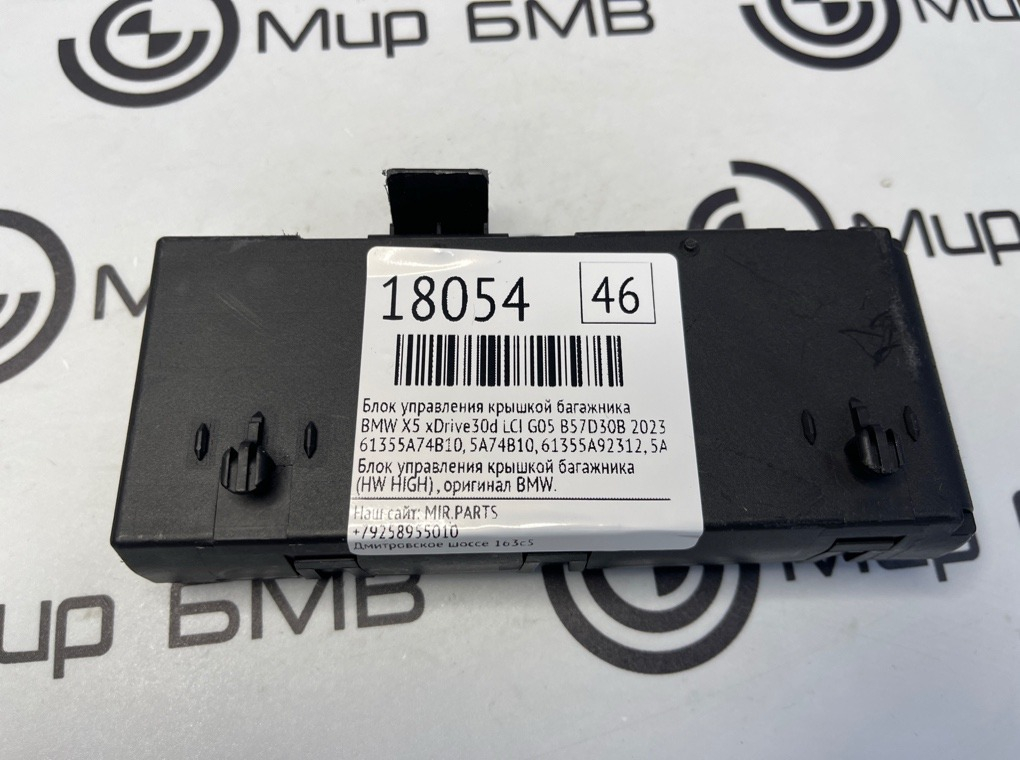 Мир БМВ
Мир
18054
46
Блок управления крышкой багажника
BMW X5 xDrive30d LCI G05 B57D30B 2023
61355A74B10, 5A74B10, 61355A92312, 5A
Блок управления крышкой багажника
(HW HIGH), оригинал BMW.
Наш сайт: MIR.PARTS
+79258955010
Дмитровское шоссе 163с5
Мир БМВ
Мир